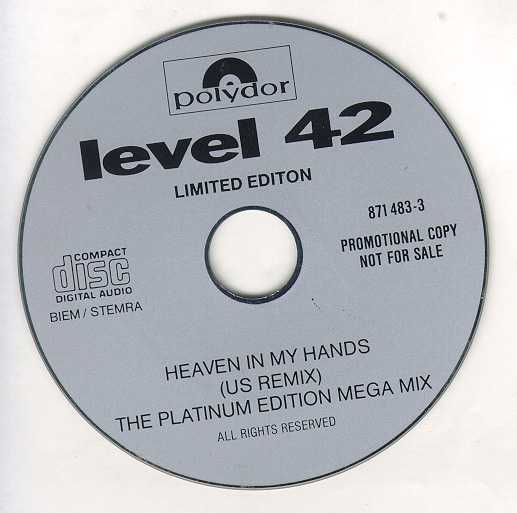 polydor
level 42
LIMITED EDITON
871 483-3
PROMOTIONAL COPY
NOT FOR SALE
COMPACT
disc
DIGITAL AUDIO
BIEM / STEMRA
HEAVEN IN MY HANDS
(US REMIX)
THE PLATINUM EDITION MEGA MIX
ALL RIGHTS RESERVED